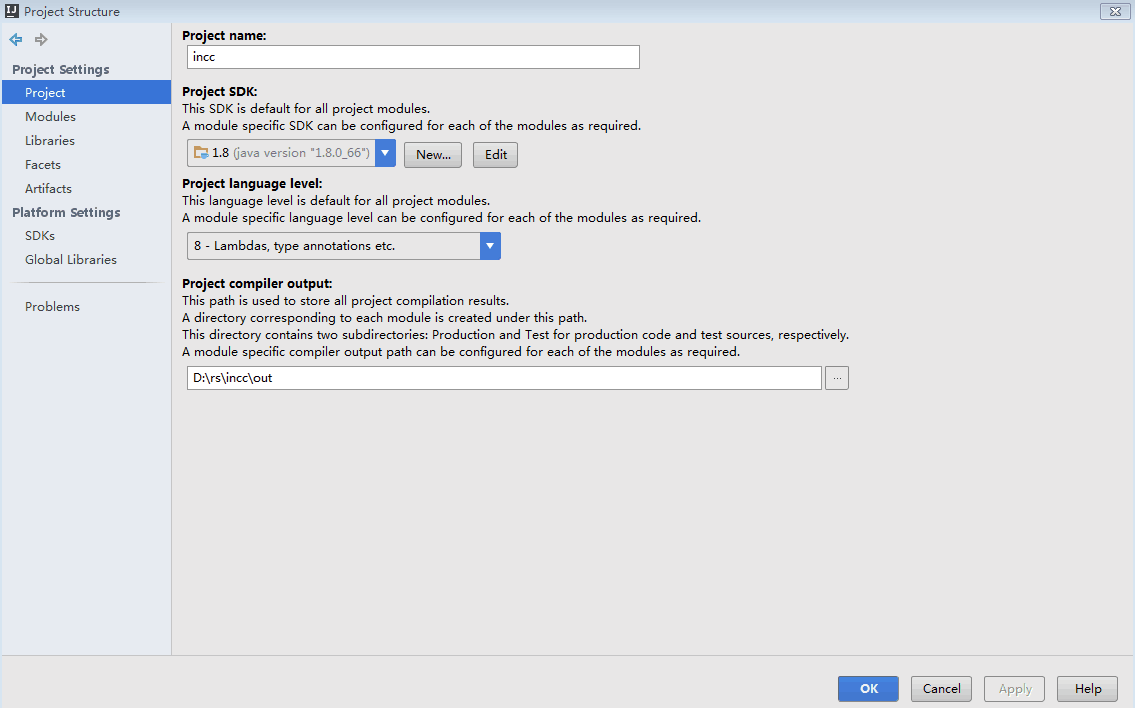 IJ Project Structure
Project Settings
Project
Modules
Libraries
Facets
Artifacts
Platform Settings
SDKs
Global Libraries
Problems
Project name:
incc
Project SDK:
This SDK is default for all project modules.
A module specific SDK can be configured for each of the modules as required.
1.8 (java version "1.8.0_66") New... Edit
Project language level:
This language level is default for all project modules.
A module specific language level can be configured for each of the modules as required.
8 - Lambdas, type annotations etc.
Project compiler output:
This path is used to store all project compilation results.
A directory corresponding to each module is created under this path.
This directory contains two subdirectories: Production and Test for production code and test sources, respectively.
A module specific compiler output path can be configured for each of the modules as required.
D:\rs\incc\out ...
OK Cancel Apply Help